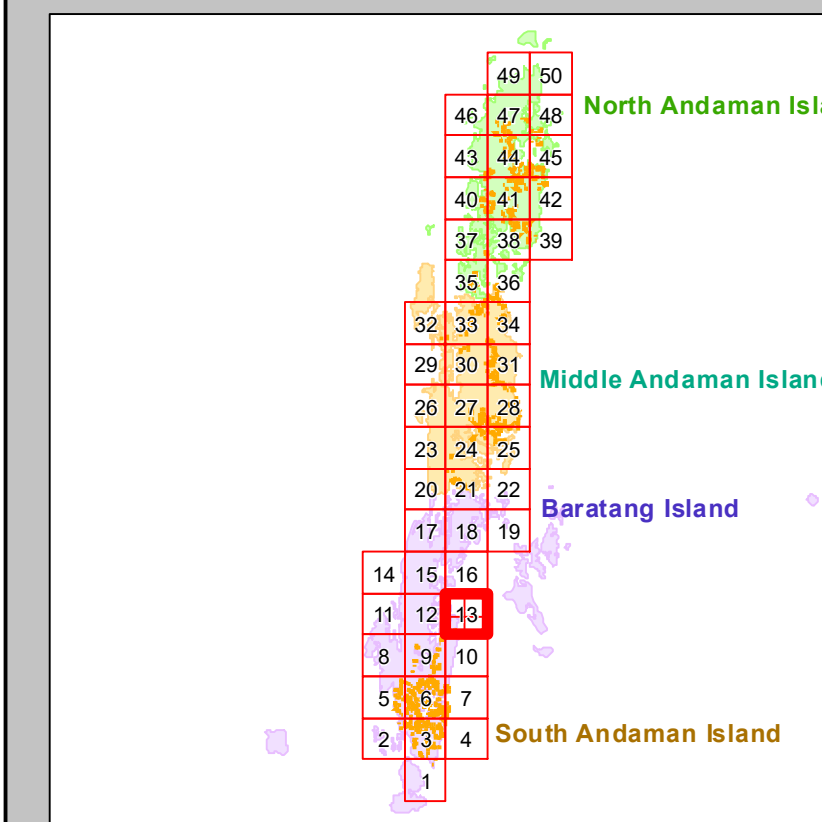 49 50
North Andaman Isla
46 47 48
43 44 45
40 41 42
37 38 39
35 36
32 33 34
29 30 31
Middle Andaman Island
26 27 28
23 24 25
20 21 22
Baratang Island
17 18 19
14 15 16
11 12 13
8 9 10
5 6 7
2 3 4
South Andaman Island
1